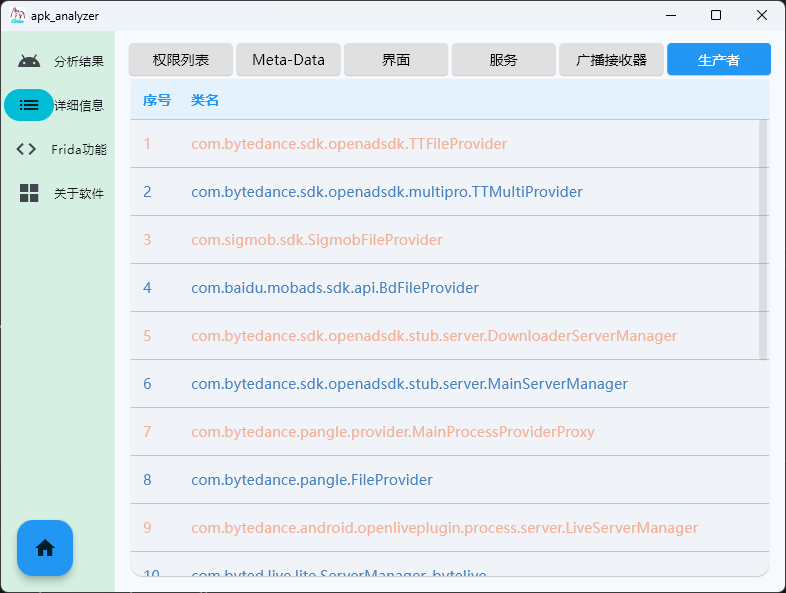 apk_analyzer
分析结果
详细信息
Frida功能
关于软件
权限列表 Meta-Data 界面 服务 广播接收器 生产者
序号 类名
1 com.bytedance.sdk.openadsdk.TTFileProvider
2 com.bytedance.sdk.openadsdk.multipro.TTMultiProvider
3 com.sigmob.sdk.SigmobFileProvider
4 com.baidu.mobads.sdk.api.BdFileProvider
5 com.bytedance.sdk.openadsdk.stub.server.DownloaderServerManager
6 com.bytedance.sdk.openadsdk.stub.server.MainServerManager
7 com.bytedance.pangle.provider.MainProcessProviderProxy
8 com.bytedance.pangle.FileProvider
9 com.bytedance.android.openliveplugin.process.server.LiveServerManager
10 com.byted.live.lite.ServerManager_bytelive